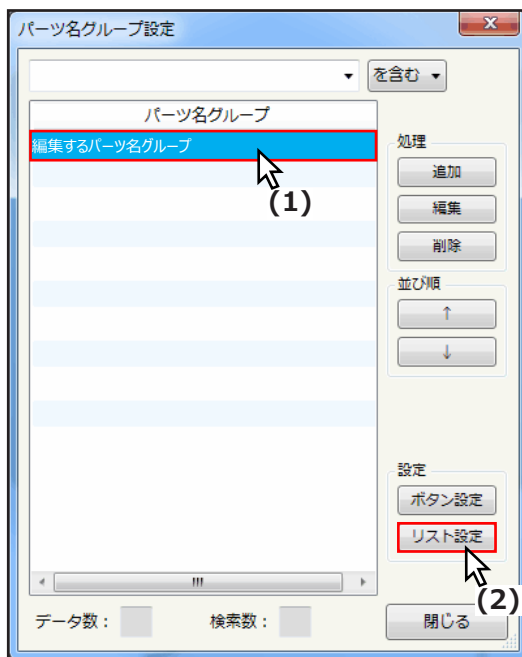 パーツ名グループ設定
を含む
パーツ名グループ
編集するパーツ名グループ
(1)
処理
追加
編集
削除
並び順
↑
↓
設定
ボタン設定
リスト設定
(2)
データ数：
検索数：
閉じる